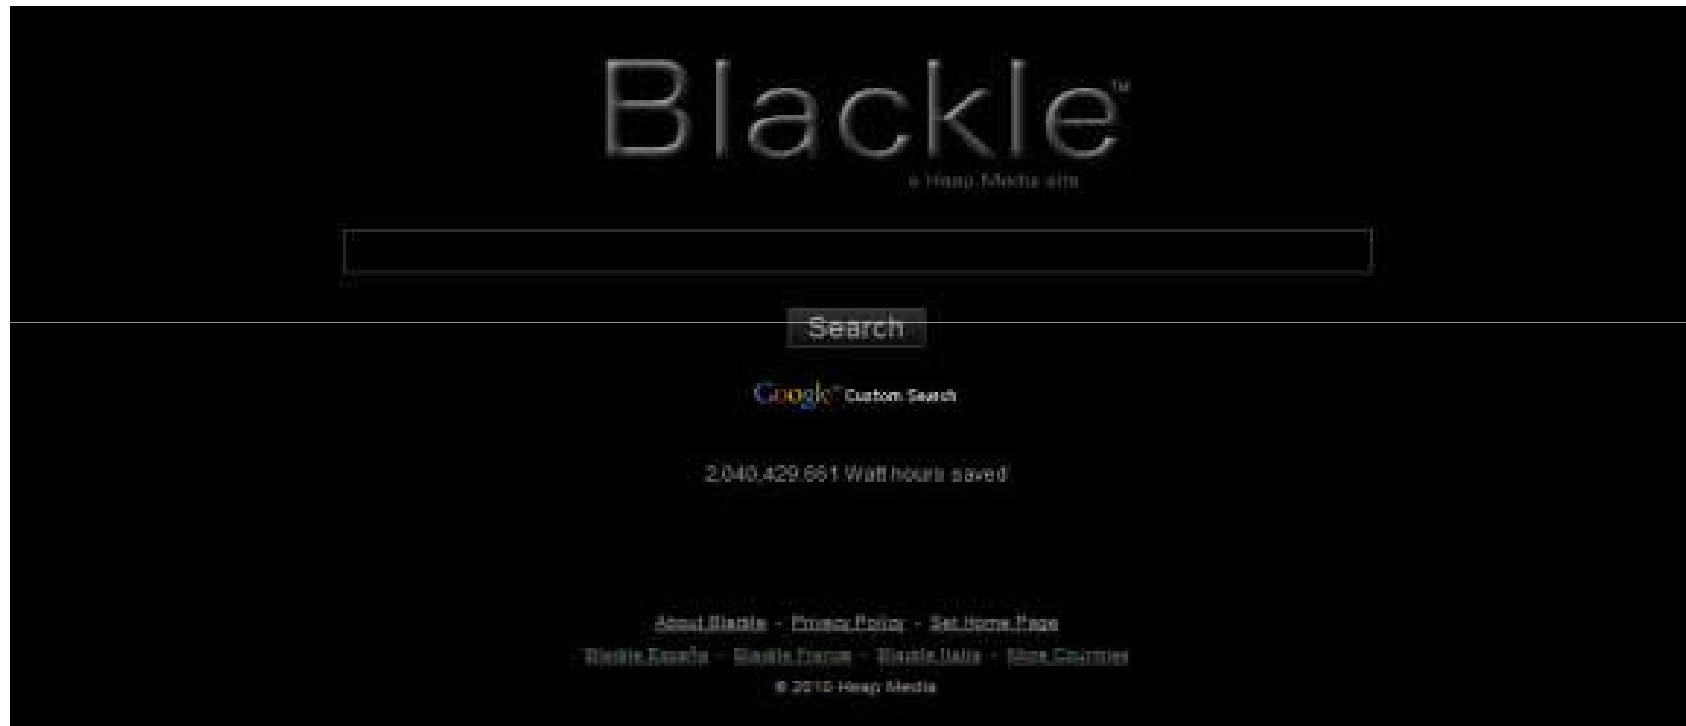 Blackle™
a Heap Media site
Search
Google™ Custom Search
2,040,429.661 Watt hours saved
About Blackle - Privacy Policy - Set Home Page
Blackle España - Blackle France - Blackle Italia - More Countries
© 2010 Heap Media